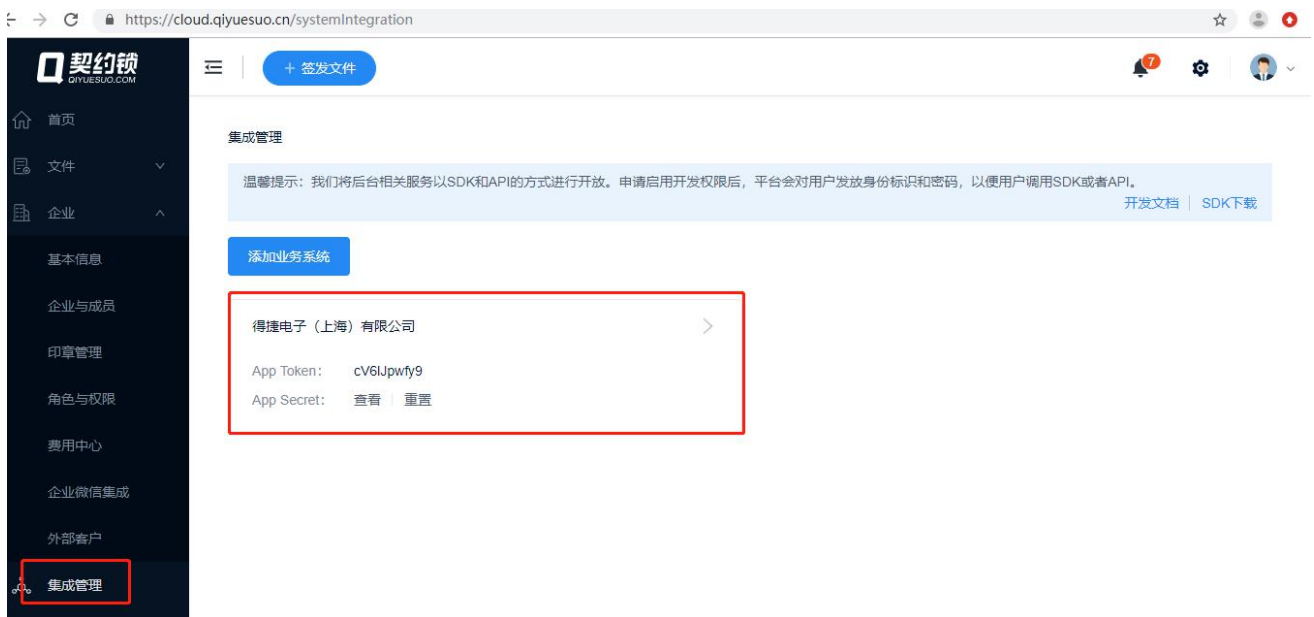 https://cloud.qiyuesuo.cn/systemIntegration
契约锁
QIYUESUO.COM
+ 签发文件
7
首页
文件
企业
基本信息
企业与成员
印章管理
角色与权限
费用中心
企业微信集成
外部客户
集成管理
集成管理
温馨提示：我们将后台相关服务以SDK和API的方式进行开放。申请启用开发权限后，平台会对用户发放身份标识和密码，以便用户调用SDK或者API。
开发文档 | SDK下载
添加业务系统
得捷电子（上海）有限公司
App Token： cV6IJpwfy9
App Secret： 查看 | 重置